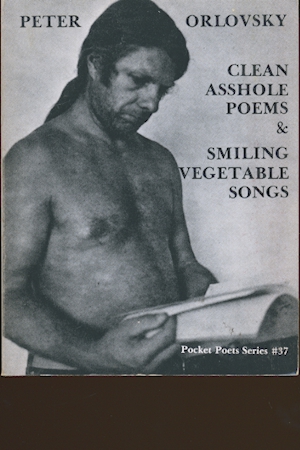 PETER ORLOVSKY
CLEAN
ASSHOLE
POEMS
&
SMILING
VEGETABLE
SONGS
Pocket Poets Series #37